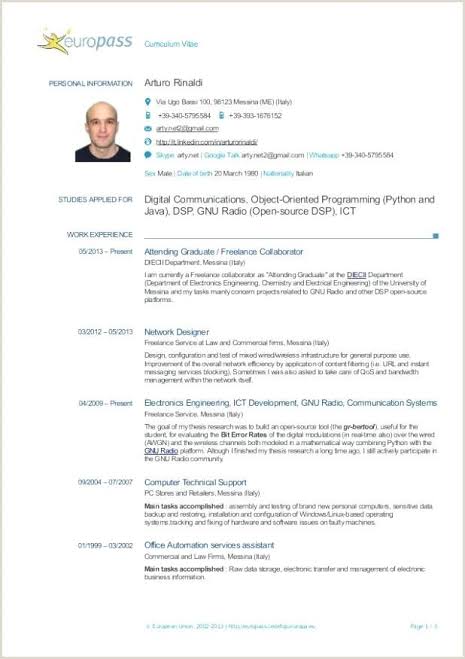 europass
Curriculum Vitae
PERSONAL INFORMATION
Arturo Rinaldi
Via Ugo Bassi 100, 98123 Messina (ME) (Italy)
+39-340-5795584 +39-393-1676152
arty.net2@gmail.com
http://it.linkedin.com/in/arturorinaldi/
Skype arty.net | Google Talk arty.net2@gmail.com | Whatsapp +39-340-5795584
Sex Male | Date of birth 20 March 1980 | Nationality Italian
STUDIES APPLIED FOR
Digital Communications, Object-Oriented Programming (Python and
Java), DSP, GNU Radio (Open-source DSP), ICT
WORK EXPERIENCE
05/2013 – Present
Attending Graduate / Freelance Collaborator
DIECII Department, Messina (Italy)
I am currently a Freelance collaborator as "Attending Graduate" at the DIECII Department
(Department of Electronics Engineering, Chemistry and Electrical Engineering) of the University of
Messina and my tasks mainly concern projects related to GNU Radio and other DSP open-source
platforms.
03/2012 – 05/2013
Network Designer
Freelance Service at Law and Commercial firms, Messina (Italy)
Design, configuration and test of mixed wired/wireless infrastructure for general purpose use.
Improvement of the overall network efficiency by application of content filtering (i.e. URL and instant
messaging services blocking), Sometimes I was also asked to take care of QoS and bandwidth
management within the network itself.
04/2009 – Present
Electronics Engineering, ICT Development, GNU Radio, Communication Systems
Freelance Service, Messina (Italy)
The goal of my thesis research was to build an open-source tool (the gr-bertool), useful for the
student, for evaluating the Bit Error Rates of the digital modulations (in real-time also) over the wired
(AWGN) and the wireless channels both modeled in a mathematical way combining Python with the
GNU Radio platform. Altough I finished my thesis research a long time ago, I still actively participate in
the GNU Radio community.
09/2004 – 07/2007
Computer Technical Support
PC Stores and Retailers, Messina (Italy)
Main tasks accomplished : assembly and testing of brand new personal computers, sensitive data
backup and restoring, installation and configuration of Windows/Linux-based operating
systems,tracking and fixing of hardware and software issues on faulty machines.
01/1999 – 03/2002
Office Automation services assistant
Commercial and Law Firms, Messina (Italy)
Main tasks accomplished : Raw data storage, electronic transfer and management of electronic
business information.
© European Union, 2002-2013 | http://europass.cedefop.europa.eu
Page 1 /